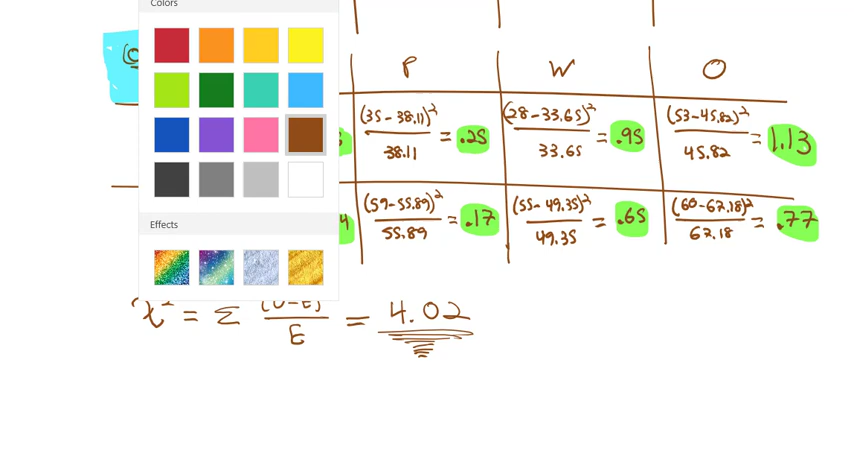 Colors
P W O
(35-38.11)²/38.11 = .25 (28-33.65)²/33.65 = .95 (53-45.82)²/45.82 = 1.13
(59-55.89)²/55.89 = .17 (55-49.35)²/49.35 = .65 (60-67.18)²/67.18 = .77
Effects
χ² = Σ (O-E)/E = 4.02